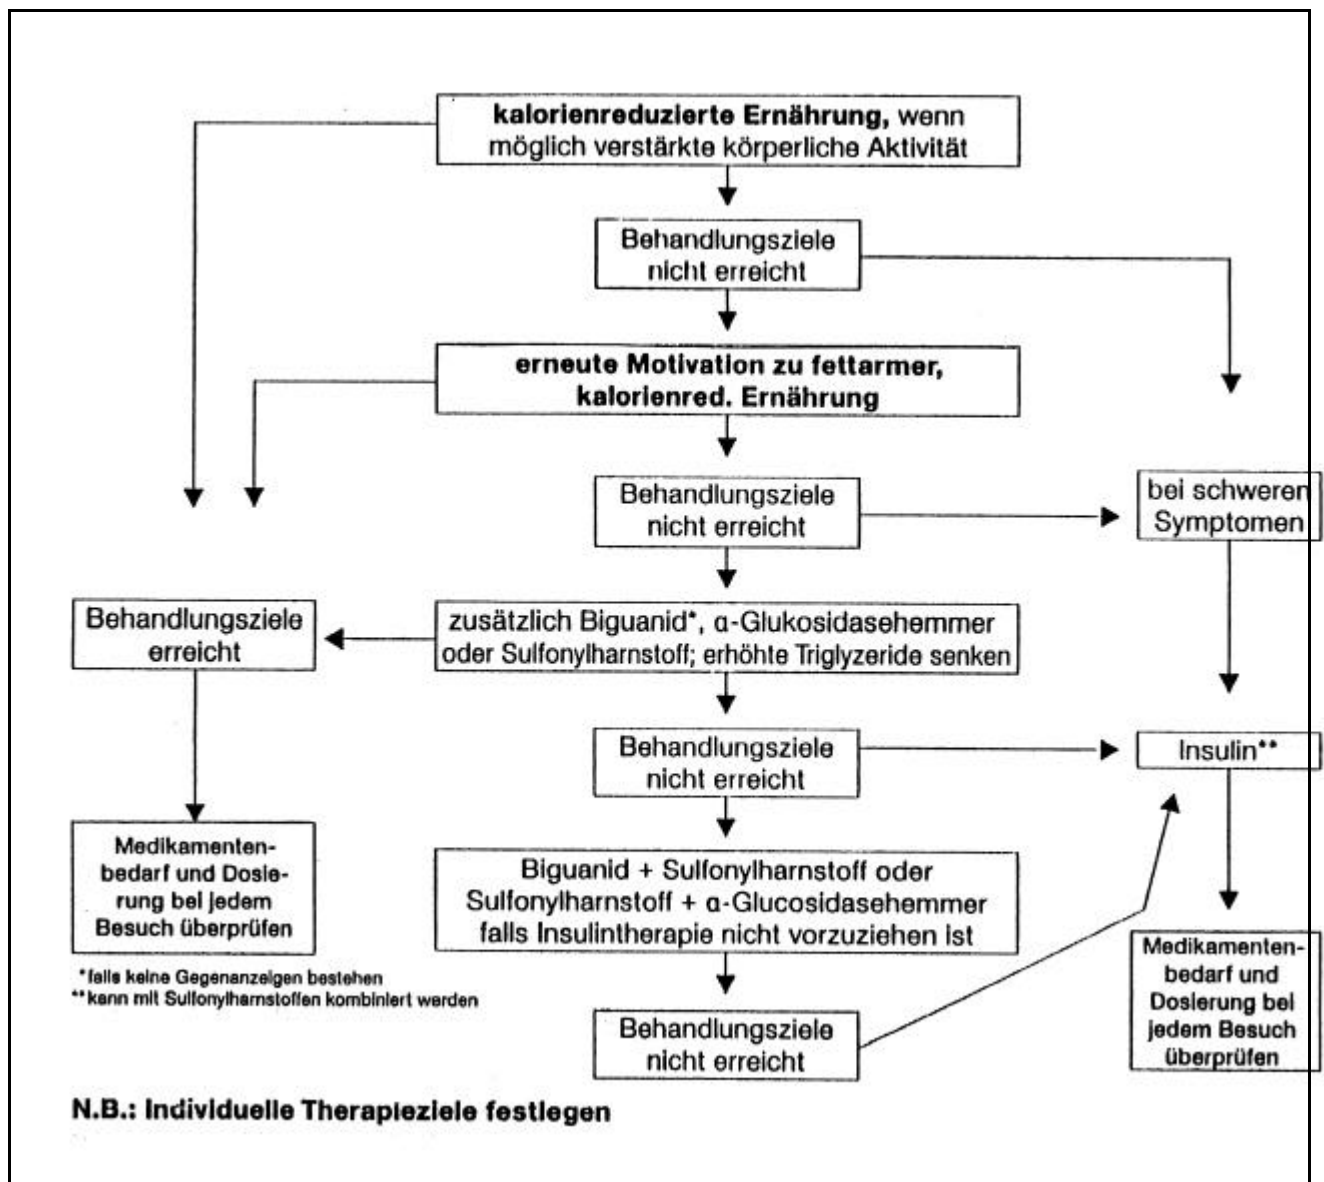 kalorienreduzierte Ernährung, wenn
möglich verstärkte körperliche Aktivität
Behandlungsziele
nicht erreicht
erneute Motivation zu fettarmer,
kalorienred. Ernährung
Behandlungsziele
nicht erreicht
bei schweren
Symptomen
Behandlungsziele
erreicht
zusätzlich Biguanid*, α-Glukosidasehemmer
oder Sulfonylharnstoff; erhöhte Triglyzeride senken
Behandlungsziele
nicht erreicht
Insulin**
Medikamenten-
bedarf und Dosie-
rung bei jedem
Besuch überprüfen
Biguanid + Sulfonylharnstoff oder
Sulfonylharnstoff + α-Glucosidasehemmer
falls Insulintherapie nicht vorzuziehen ist
Medikamenten-
bedarf und
Dosierung bei
jedem Besuch
überprüfen
*falls keine Gegenanzeigen bestehen
**kann mit Sulfonylharnstoffen kombiniert werden
Behandlungsziele
nicht erreicht
N.B.: Individuelle Therapieziele festlegen